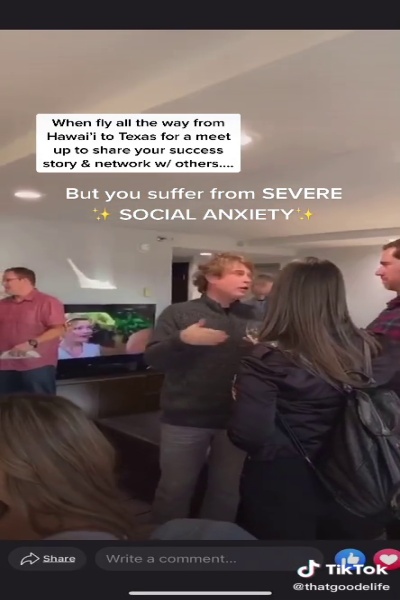 When fly all the way from
Hawai'i to Texas for a meet
up to share your success
story & network w/ others....
But you suffer from SEVERE
✨ SOCIAL ANXIETY✨
Share
Write a comment...
TikTok
@thatgoodelife